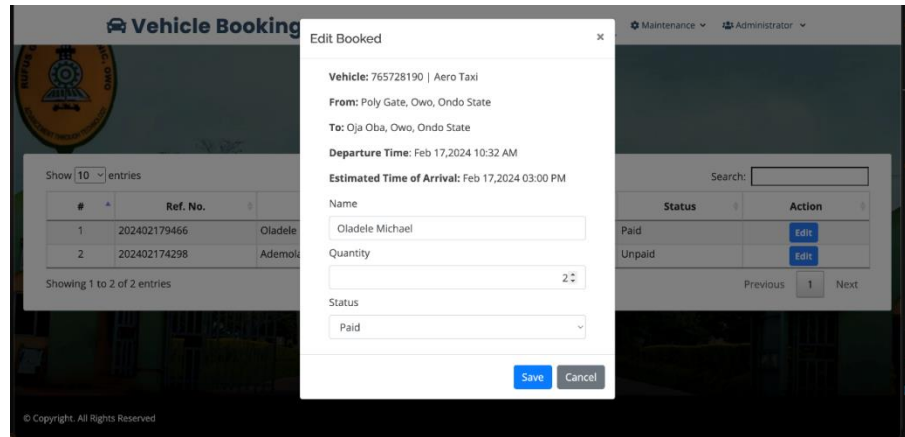 Vehicle Booking
Maintenance
Administrator
Edit Booked
×
Vehicle: 765728190 | Aero Taxi
From: Poly Gate, Owo, Ondo State
To: Oja Oba, Owo, Ondo State
Departure Time: Feb 17,2024 10:32 AM
Estimated Time of Arrival: Feb 17,2024 03:00 PM
Name
Oladele Michael
Quantity
2
Status
Paid
Save Cancel
Show 10 entries
Search:
# Ref. No. Status Action
1 202402179466 Oladele Paid Edit
2 202402174298 Ademola Unpaid Edit
Showing 1 to 2 of 2 entries
Previous 1 Next
© Copyright. All Rights Reserved